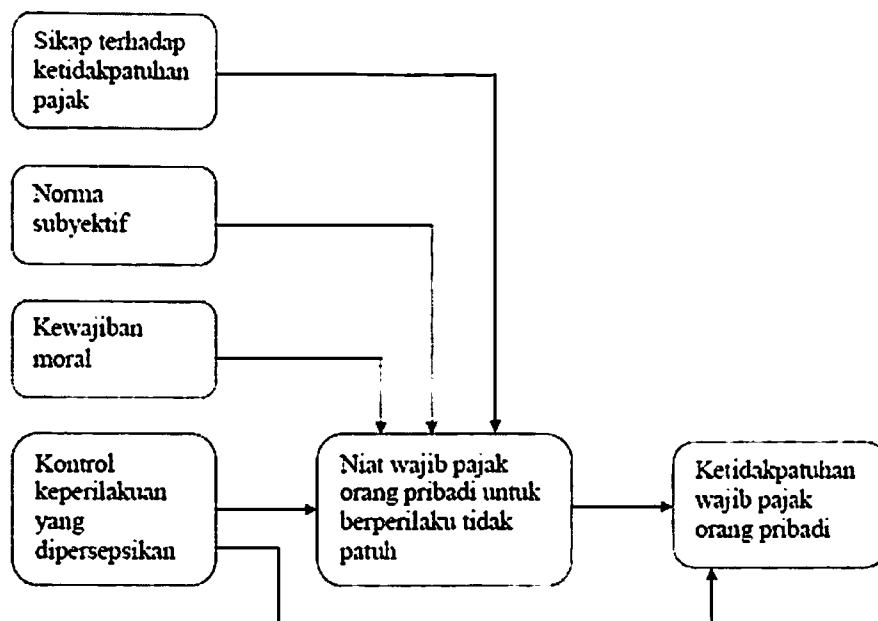 Sikap terhadap
ketidakpatuhan
pajak
Norma
subyektif
Kewajiban
moral
Kontrol
keperilakuan
yang
dipersepsikan
Niat wajib pajak
orang pribadi untuk
berperilaku tidak
patuh
Ketidakpatuhan
wajib pajak
orang pribadi